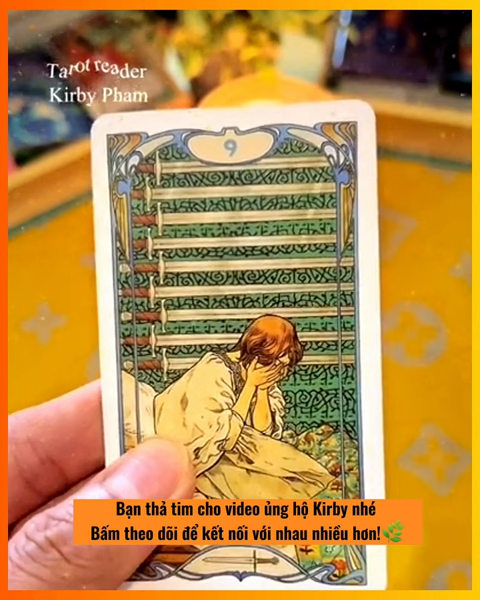 Tarot reader
Kirby Pham
9
Bạn thả tim cho video ủng hộ Kirby nhé
Bấm theo dõi để kết nối với nhau nhiều hơn!🌿